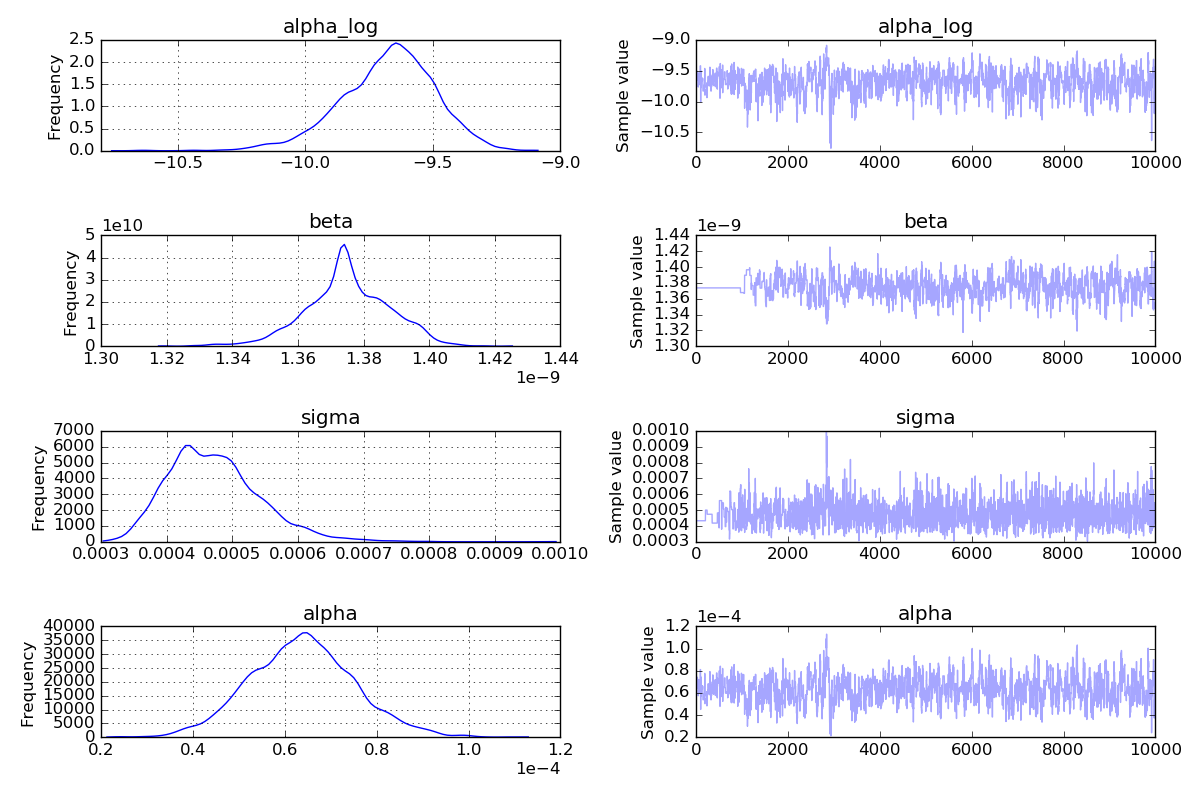 alpha_log
Frequency
2.5
2.0
1.5
1.0
0.5
0.0
−10.5 −10.0 −9.5 −9.0
alpha_log
Sample value
−9.0
−9.5
−10.0
−10.5
0 2000 4000 6000 8000 10000
beta
1e10
Frequency
5
4
3
2
1
0
1.30 1.32 1.34 1.36 1.38 1.40 1.42 1.44
1e−9
beta
1e−9
Sample value
1.44
1.42
1.40
1.38
1.36
1.34
1.32
1.30
0 2000 4000 6000 8000 10000
sigma
Frequency
7000
6000
5000
4000
3000
2000
1000
0
0.0003 0.0004 0.0005 0.0006 0.0007 0.0008 0.0009 0.0010
sigma
Sample value
0.0010
0.0009
0.0008
0.0007
0.0006
0.0005
0.0004
0.0003
0 2000 4000 6000 8000 10000
alpha
Frequency
40000
35000
30000
25000
20000
15000
10000
5000
0
0.2 0.4 0.6 0.8 1.0 1.2
1e−4
alpha
1e−4
Sample value
1.2
1.0
0.8
0.6
0.4
0.2
0 2000 4000 6000 8000 10000